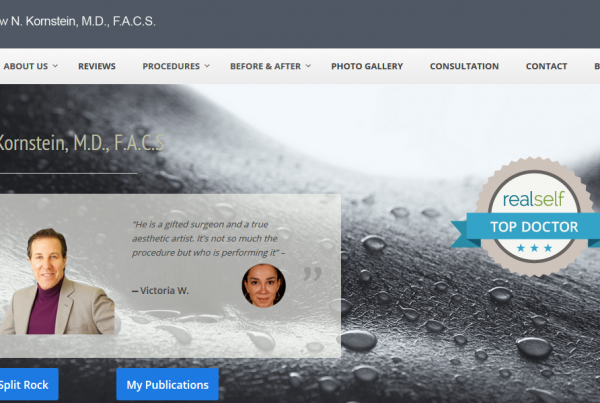 w N. Kornstein, M.D., F.A.C.S.
ABOUT US REVIEWS PROCEDURES BEFORE & AFTER PHOTO GALLERY CONSULTATION CONTACT B
Kornstein, M.D., F.A.C.S
realself
TOP DOCTOR
"He is a gifted surgeon and a true
aesthetic artist. It's not so much the
procedure but who is performing it" –
– Victoria W.
Split Rock My Publications